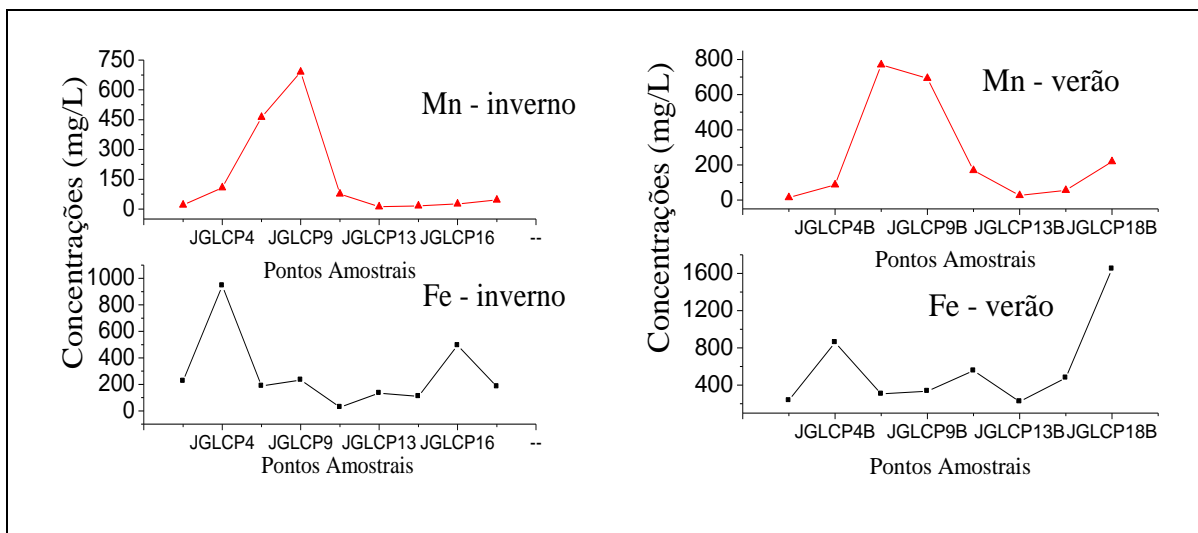 Concentrações (mg/L)
Mn - inverno
750
600
450
300
150
0
JGLCP4 JGLCP9 JGLCP13 JGLCP16 --
Pontos Amostrais
Fe - inverno
1000
800
600
400
200
0
JGLCP4 JGLCP9 JGLCP13 JGLCP16 --
Pontos Amostrais
Concentrações (mg/L)
Mn - verão
800
600
400
200
0
JGLCP4B JGLCP9B JGLCP13B JGLCP18B
Pontos Amostrais
Fe - verão
1600
1200
800
400
JGLCP4B JGLCP9B JGLCP13B JGLCP18B
Pontos Amostrais